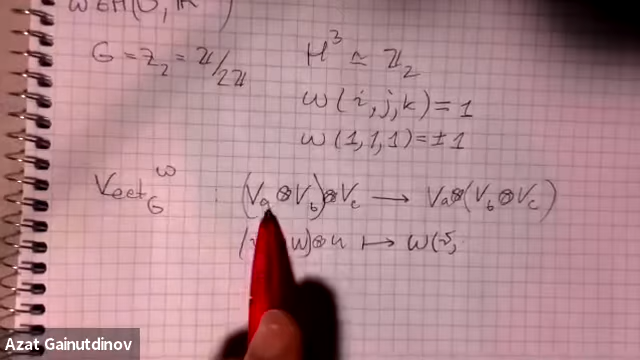 G = Z₂ = ℤ/2ℤ
H³ ≃ ℤ₂
ω(i,j,k) = 1
ω(1,1,1) = ±1
Vect_G^ω : (V_a ⊗ V_b) ⊗ V_c → V_a ⊗ (V_b ⊗ V_c)
⊗ u ↦ ω(
Azat Gainutdinov